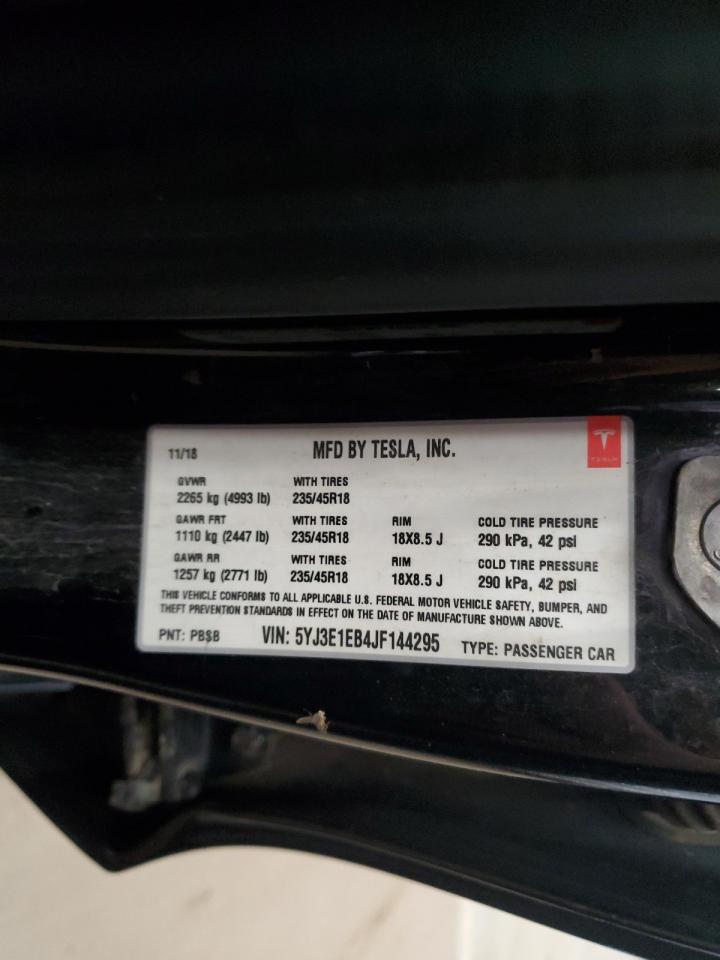 11/18 MFD BY TESLA, INC.
TESLA
GVWR WITH TIRES
2265 kg (4993 lb) 235/45R18
GAWR FRT WITH TIRES RIM COLD TIRE PRESSURE
1110 kg (2447 lb) 235/45R18 18X8.5 J 290 kPa, 42 psi
GAWR RR WITH TIRES RIM COLD TIRE PRESSURE
1257 kg (2771 lb) 235/45R18 18X8.5 J 290 kPa, 42 psi
THIS VEHICLE CONFORMS TO ALL APPLICABLE U.S. FEDERAL MOTOR VEHICLE SAFETY, BUMPER, AND
THEFT PREVENTION STANDARDS IN EFFECT ON THE DATE OF MANUFACTURE SHOWN ABOVE.
PNT: PBSB VIN: 5YJ3E1EB4JF144295 TYPE: PASSENGER CAR